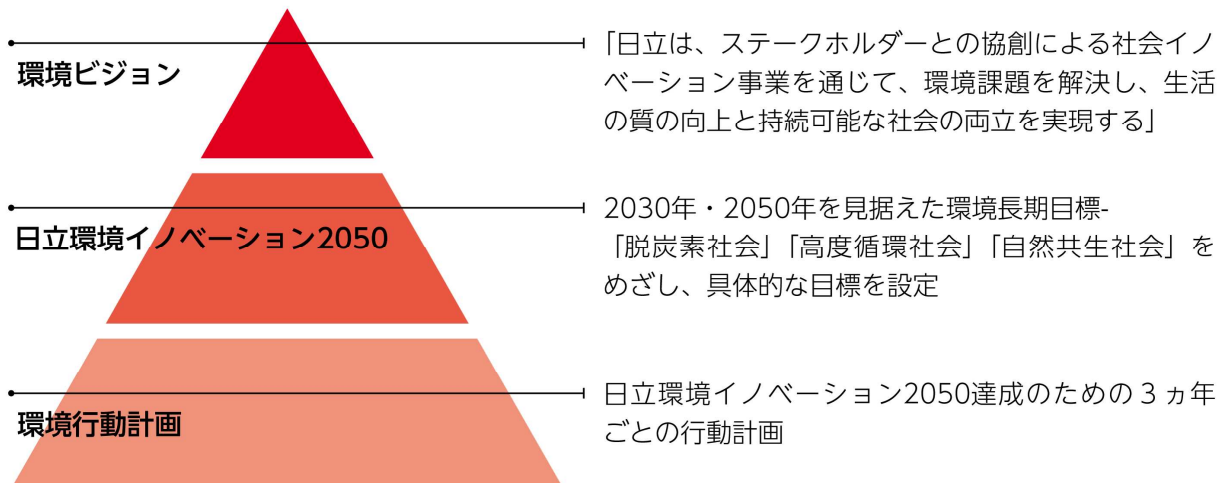 環境ビジョン
「日立は、ステークホルダーとの協創による社会イノ
ベーション事業を通じて、環境課題を解決し、生活
の質の向上と持続可能な社会の両立を実現する」
日立環境イノベーション2050
2030年・2050年を見据えた環境長期目標-
「脱炭素社会」「高度循環社会」「自然共生社会」を
めざし、具体的な目標を設定
環境行動計画
日立環境イノベーション2050達成のための３ヵ年
ごとの行動計画